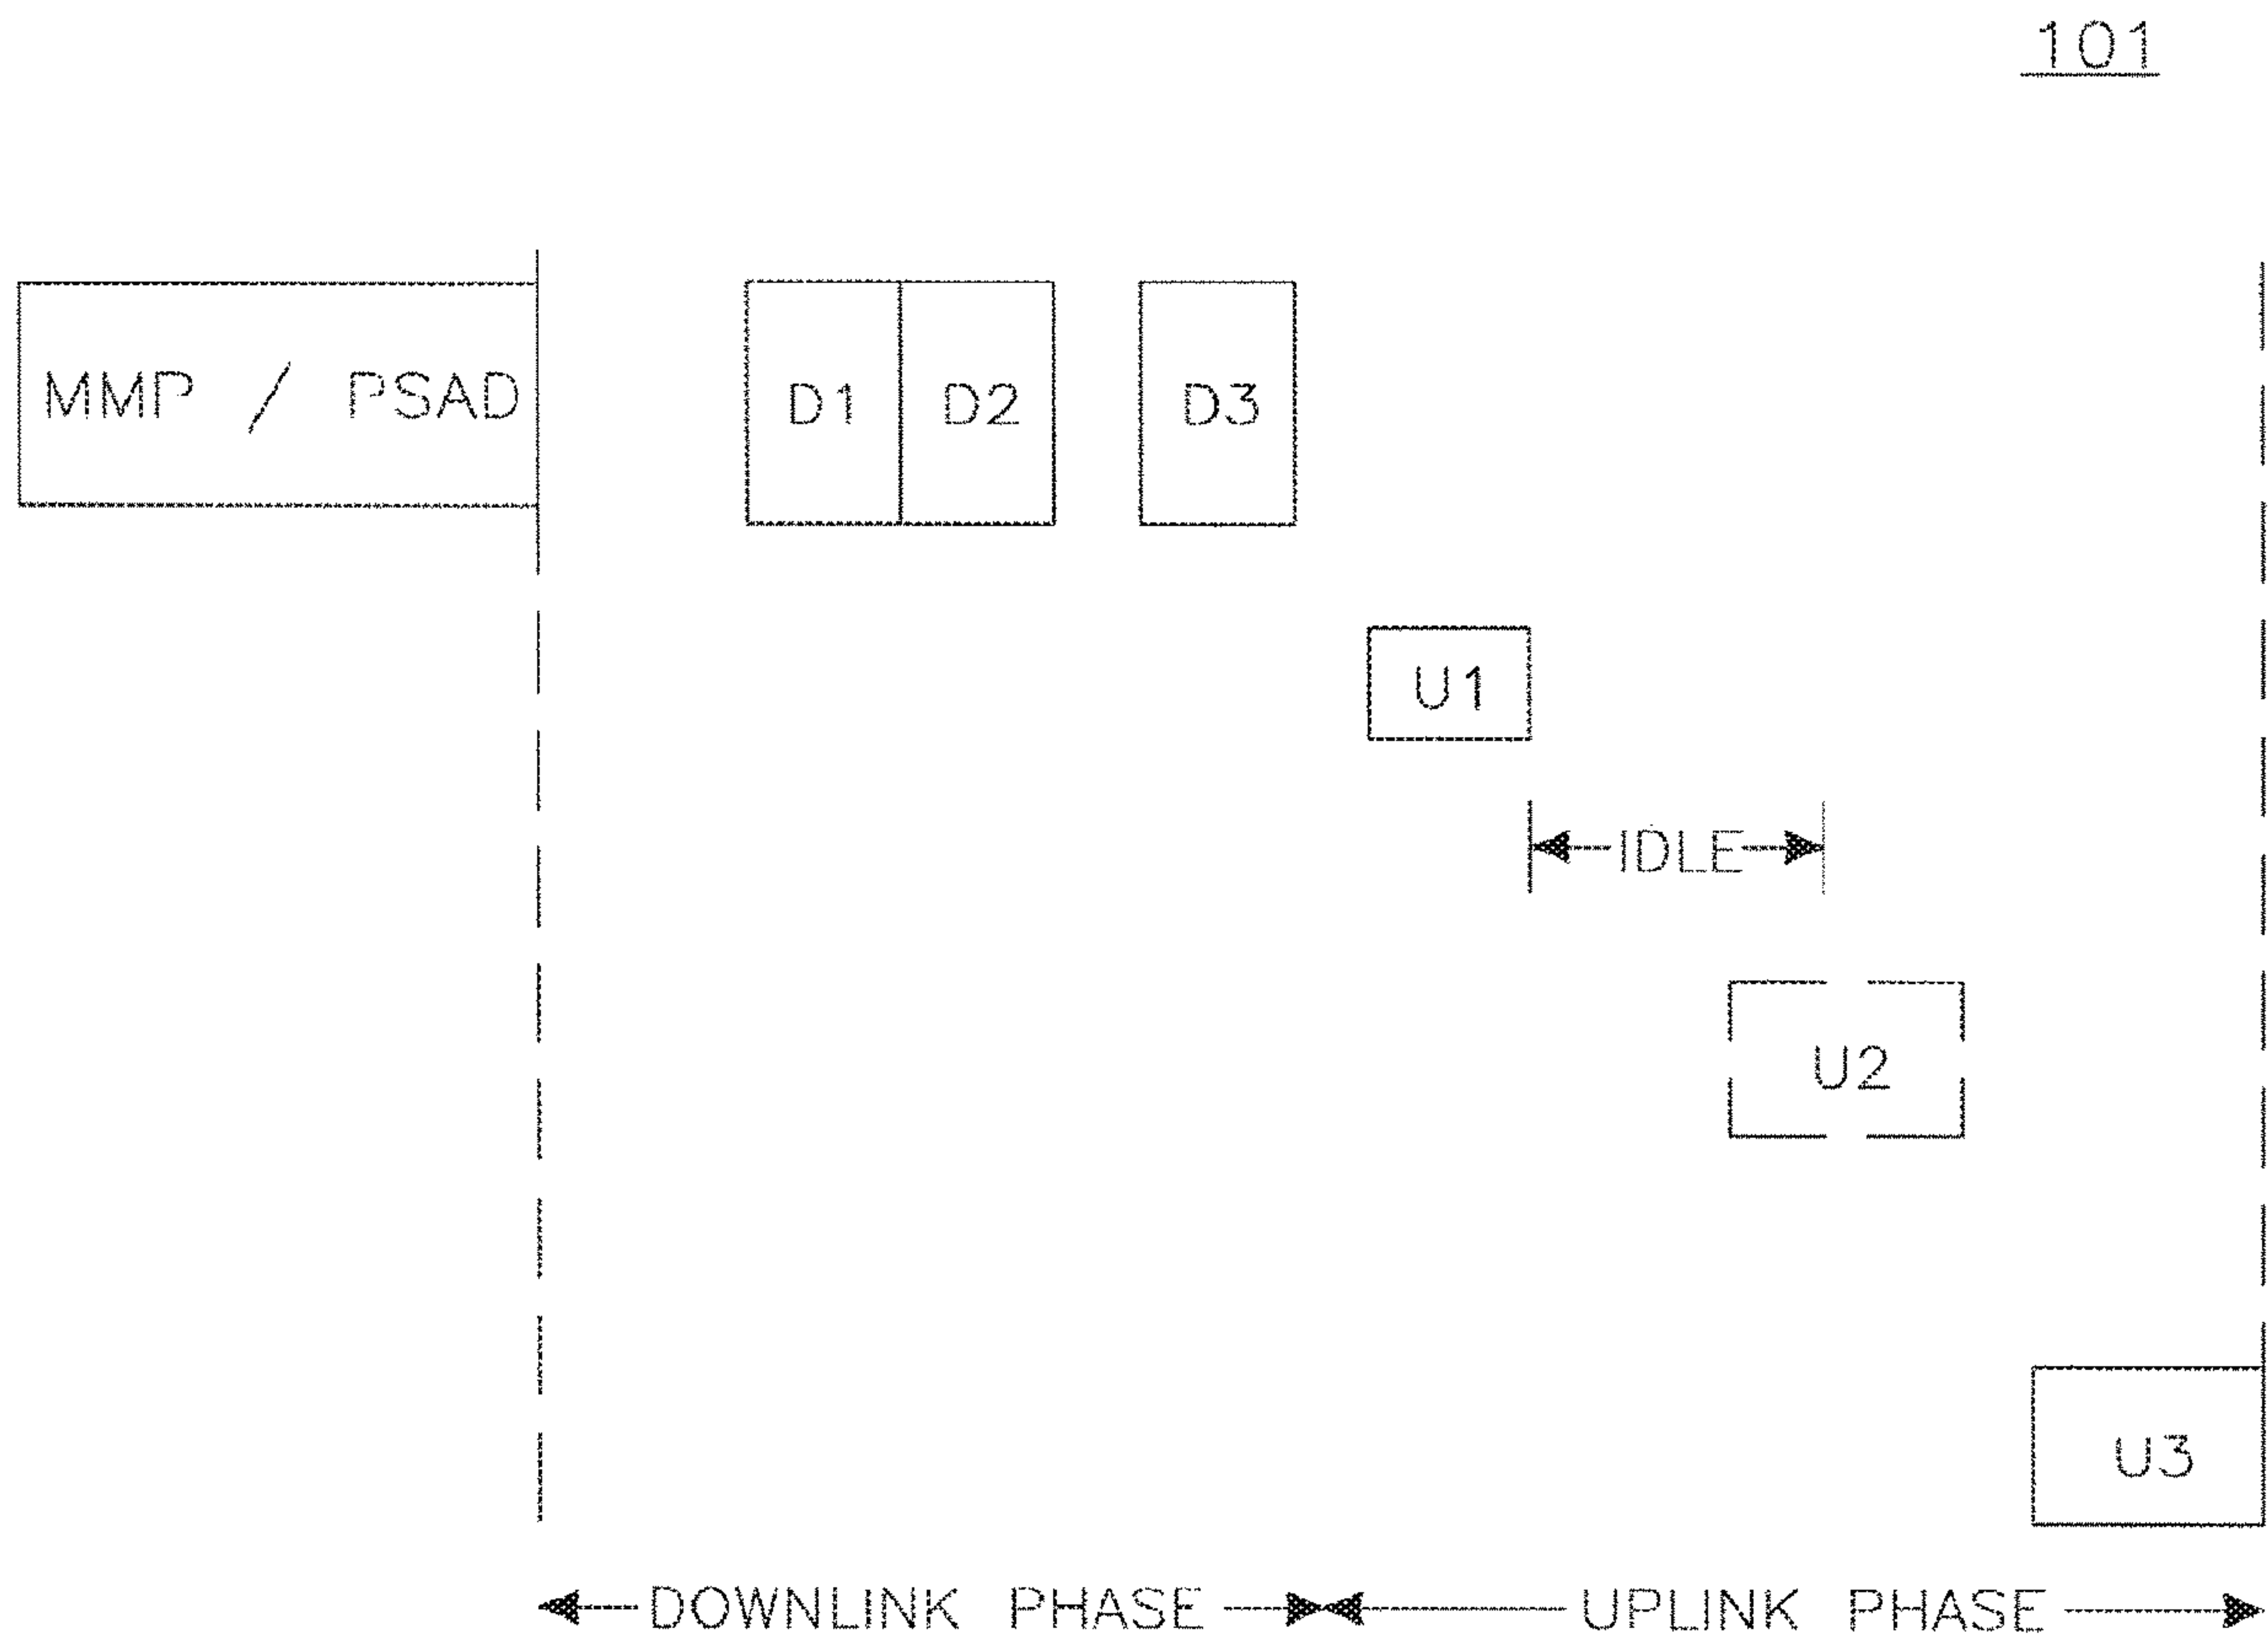 101
MMP / PSAD
D1
D2
D3
U1
IDLE
U2
U3
DOWNLINK PHASE
UPLINK PHASE